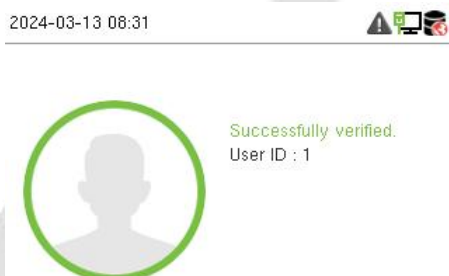 2024-03-13 08:31
Successfully verified.
User ID : 1